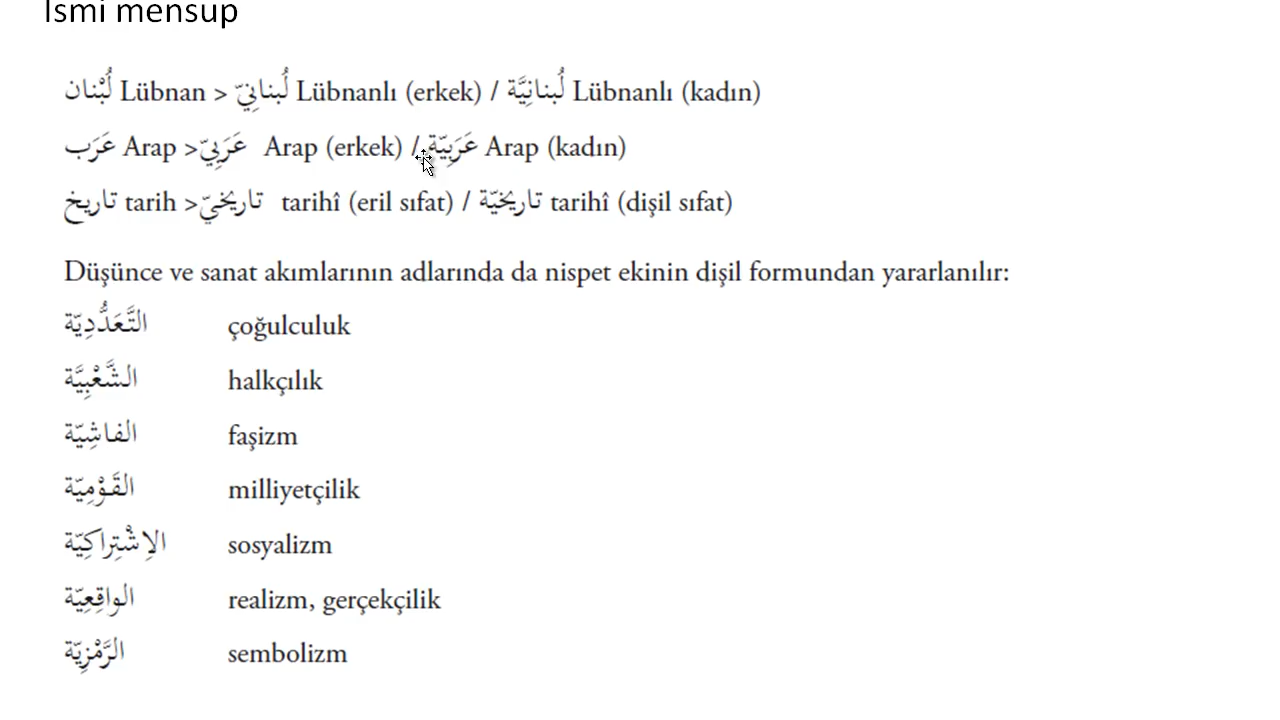 İsmi mensup
لُبْنان Lübnan > لُبنانِيّ Lübnanlı (erkek) / لُبنانِيَّة Lübnanlı (kadın)
عَرَب Arap > عَرَبِيّ Arap (erkek) / عَرَبِيّة Arap (kadın)
تاريخ tarih > تاريخيّ tarihî (eril sıfat) / تاريخيّة tarihî (dişil sıfat)
Düşünce ve sanat akımlarının adlarında da nispet ekinin dişil formundan yararlanılır:
التَّعَدُّدِيّة çoğulculuk
الشَّعْبِيَّة halkçılık
الفاشِيّة faşizm
القَوْمِيّة milliyetçilik
الاِشْتِراكِيّة sosyalizm
الواقِعِيّة realizm, gerçekçilik
الرَّمْزِيّة sembolizm